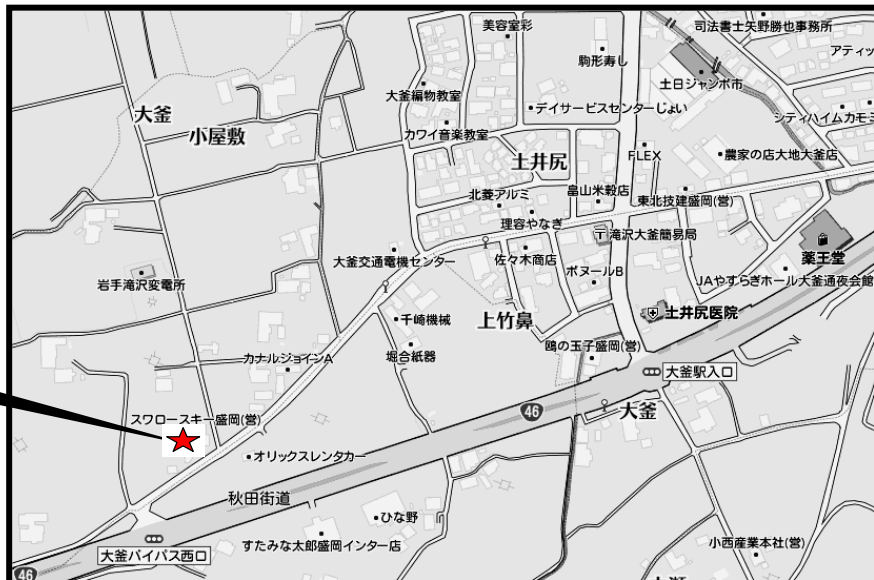 美容室彩
司法書士矢野勝也事務所
駒形寿し
アティッ
土日ジャンボ市
大釜編物教室
デイサービスセンターじょい
大釜
シティハイムカモミ
小屋敷
カワイ音楽教室
土井尻
FLEX
農家の店大地大釜店
北菱アルミ
畠山米穀店
東北技建盛岡(営)
理容やなぎ
滝沢大釜簡易局
大釜交通電機センター
佐々木商店
薬王堂
ボヌールB
JAやすらぎホール大釜通夜会館
岩手滝沢変電所
千崎機械
上竹鼻
土井尻医院
鴎の玉子盛岡(営)
堀合紙器
カナルジョインA
大釜駅入口
46
大釜
スワロースキー盛岡(営)
オリックスレンタカー
秋田街道
ひな野
すたみな太郎盛岡インター店
小西産業本社(営)
大釜バイパス西口
46